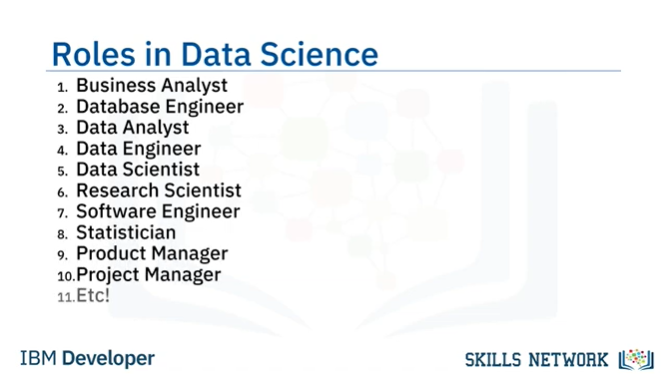 Roles in Data Science
1. Business Analyst
2. Database Engineer
3. Data Analyst
4. Data Engineer
5. Data Scientist
6. Research Scientist
7. Software Engineer
8. Statistician
9. Product Manager
10. Project Manager
11. Etc!
IBM Developer
SKILLS NETWORK